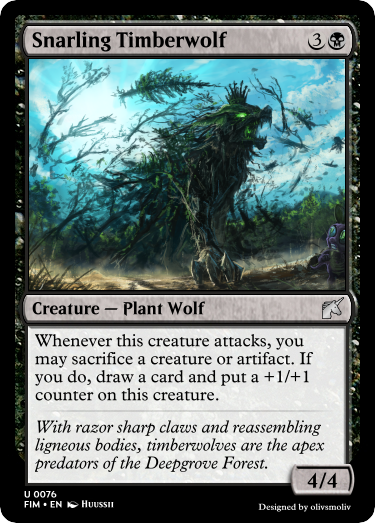 Snarling Timberwolf 3
Creature — Plant Wolf
Whenever this creature attacks, you
may sacrifice a creature or artifact. If
you do, draw a card and put a +1/+1
counter on this creature.
With razor sharp claws and reassembling
ligneous bodies, timberwolves are the apex
predators of the Deepgrove Forest.
4/4
U 0076
FIM • EN Huussii
Designed by olivsmoliv